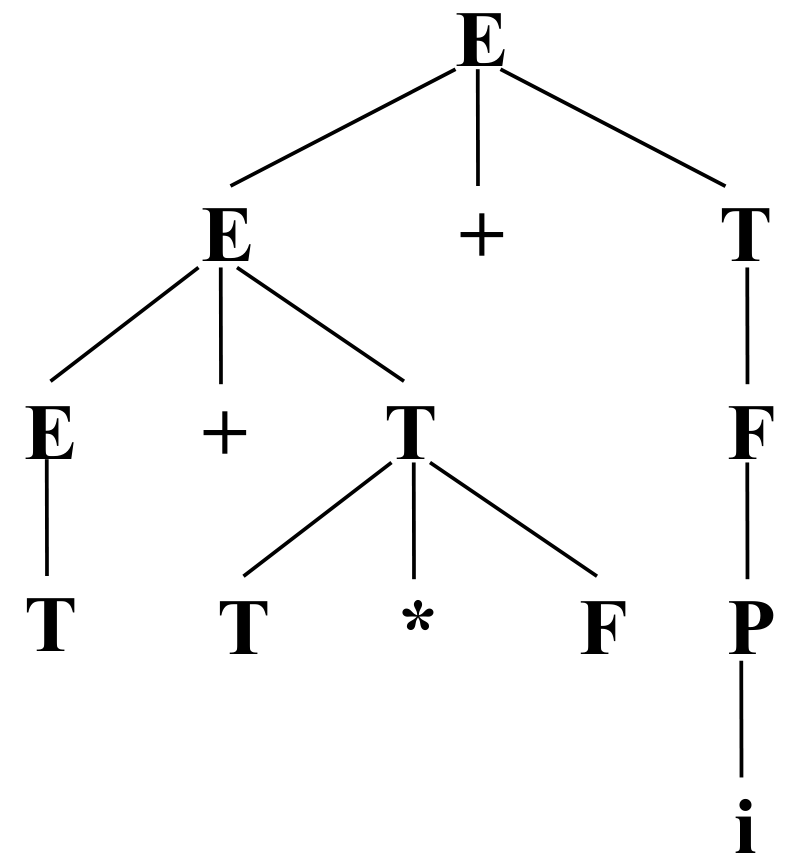 E
E + T
E + T F
T T * F P
i